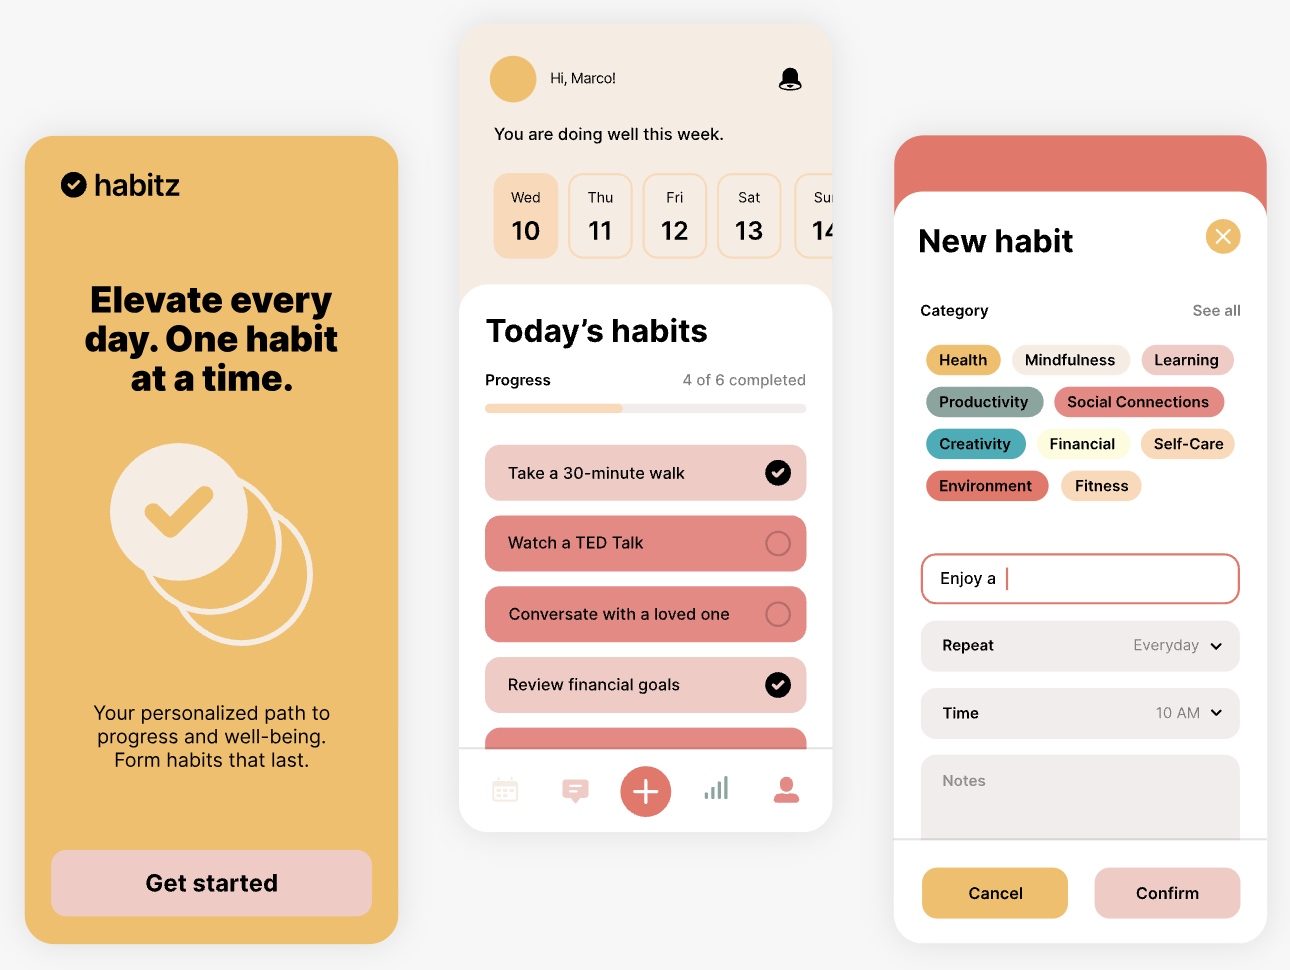 habitz
Elevate every
day. One habit
at a time.
Your personalized path to
progress and well-being.
Form habits that last.
Get started
Hi, Marco!
You are doing well this week.
Wed Thu Fri Sat Sun
10 11 12 13 14
Today’s habits
Progress 4 of 6 completed
Take a 30-minute walk
Watch a TED Talk
Conversate with a loved one
Review financial goals
New habit
Category See all
Health Mindfulness Learning
Productivity Social Connections
Creativity Financial Self-Care
Environment Fitness
Enjoy a
Repeat Everyday
Time 10 AM
Notes
Cancel Confirm